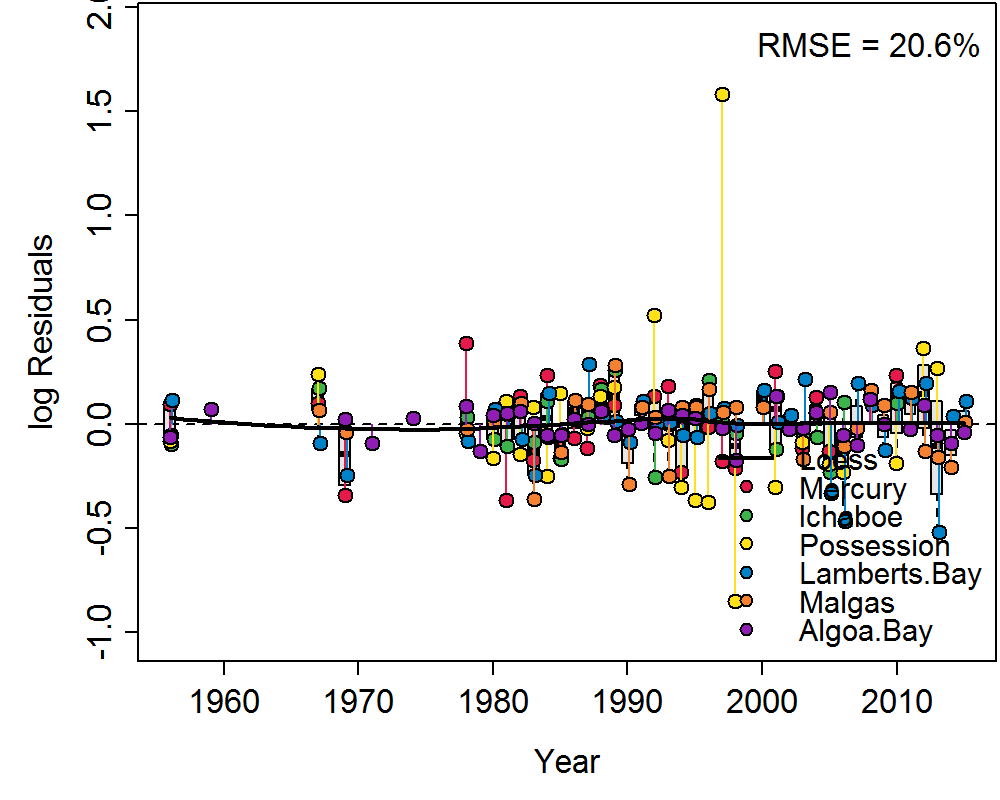 2.0
RMSE = 20.6%
1.5
1.0
0.5
0.0
-0.5
-1.0
log Residuals
Loess
Mercury
Ichaboe
Possession
Lamberts.Bay
Malgas
Algoa.Bay
1960 1970 1980 1990 2000 2010
Year